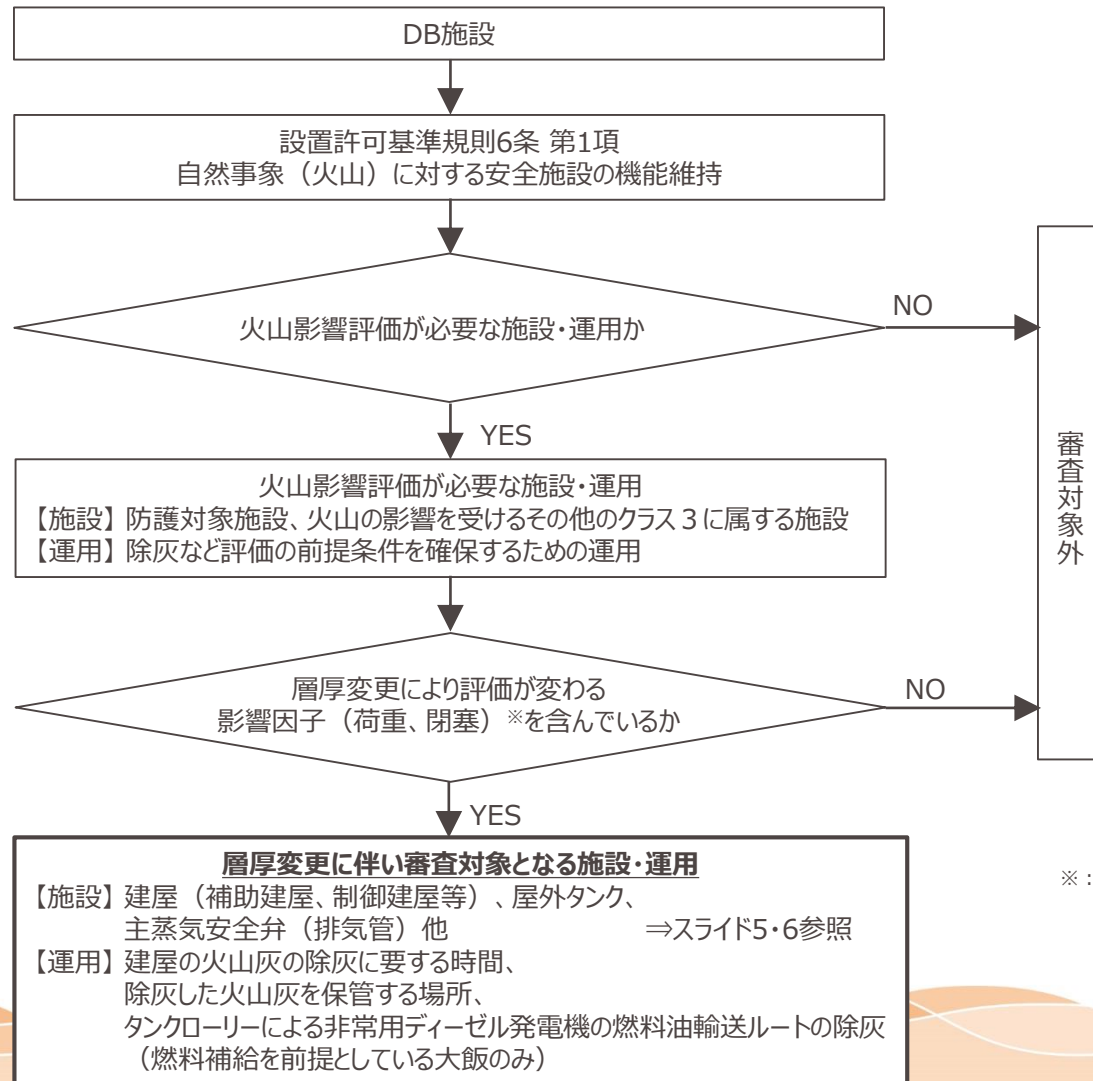 DB施設
設置許可基準規則6条 第1項
自然事象（火山）に対する安全施設の機能維持
火山影響評価が必要な施設・運用か
NO
YES
審査対象外
火山影響評価が必要な施設・運用
【施設】防護対象施設、火山の影響を受けるその他のクラス３に属する施設
【運用】除灰など評価の前提条件を確保するための運用
層厚変更により評価が変わる
影響因子（荷重、閉塞）※を含んでいるか
NO
YES
層厚変更に伴い審査対象となる施設・運用
【施設】建屋（補助建屋、制御建屋等）、屋外タンク、
主蒸気安全弁（排気管）他 ⇒スライド5・6参照
【運用】建屋の火山灰の除灰に要する時間、
除灰した火山灰を保管する場所、
タンクローリーによる非常用ディーゼル発電機の燃料油輸送ルートの除灰
（燃料補給を前提としている大飯のみ）
※：